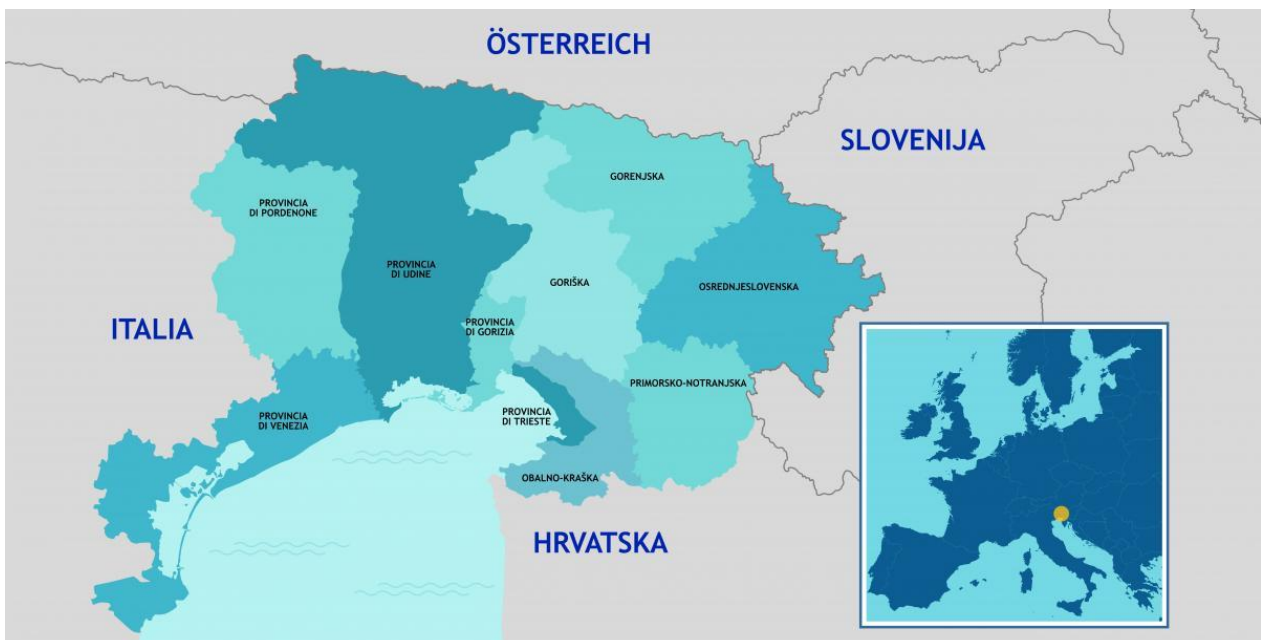 ÖSTERREICH
SLOVENIJA
GORENJSKA
PROVINCIA
DI PORDENONE
PROVINCIA
DI UDINE
GORIŠKA
OSREDNJESLOVENSKA
ITALIA
PROVINCIA
DI GORIZIA
PRIMORSKO-NOTRANJSKA
PROVINCIA
DI VENEZIA
PROVINCIA
DI TRIESTE
OBALNO-KRAŠKA
HRVATSKA